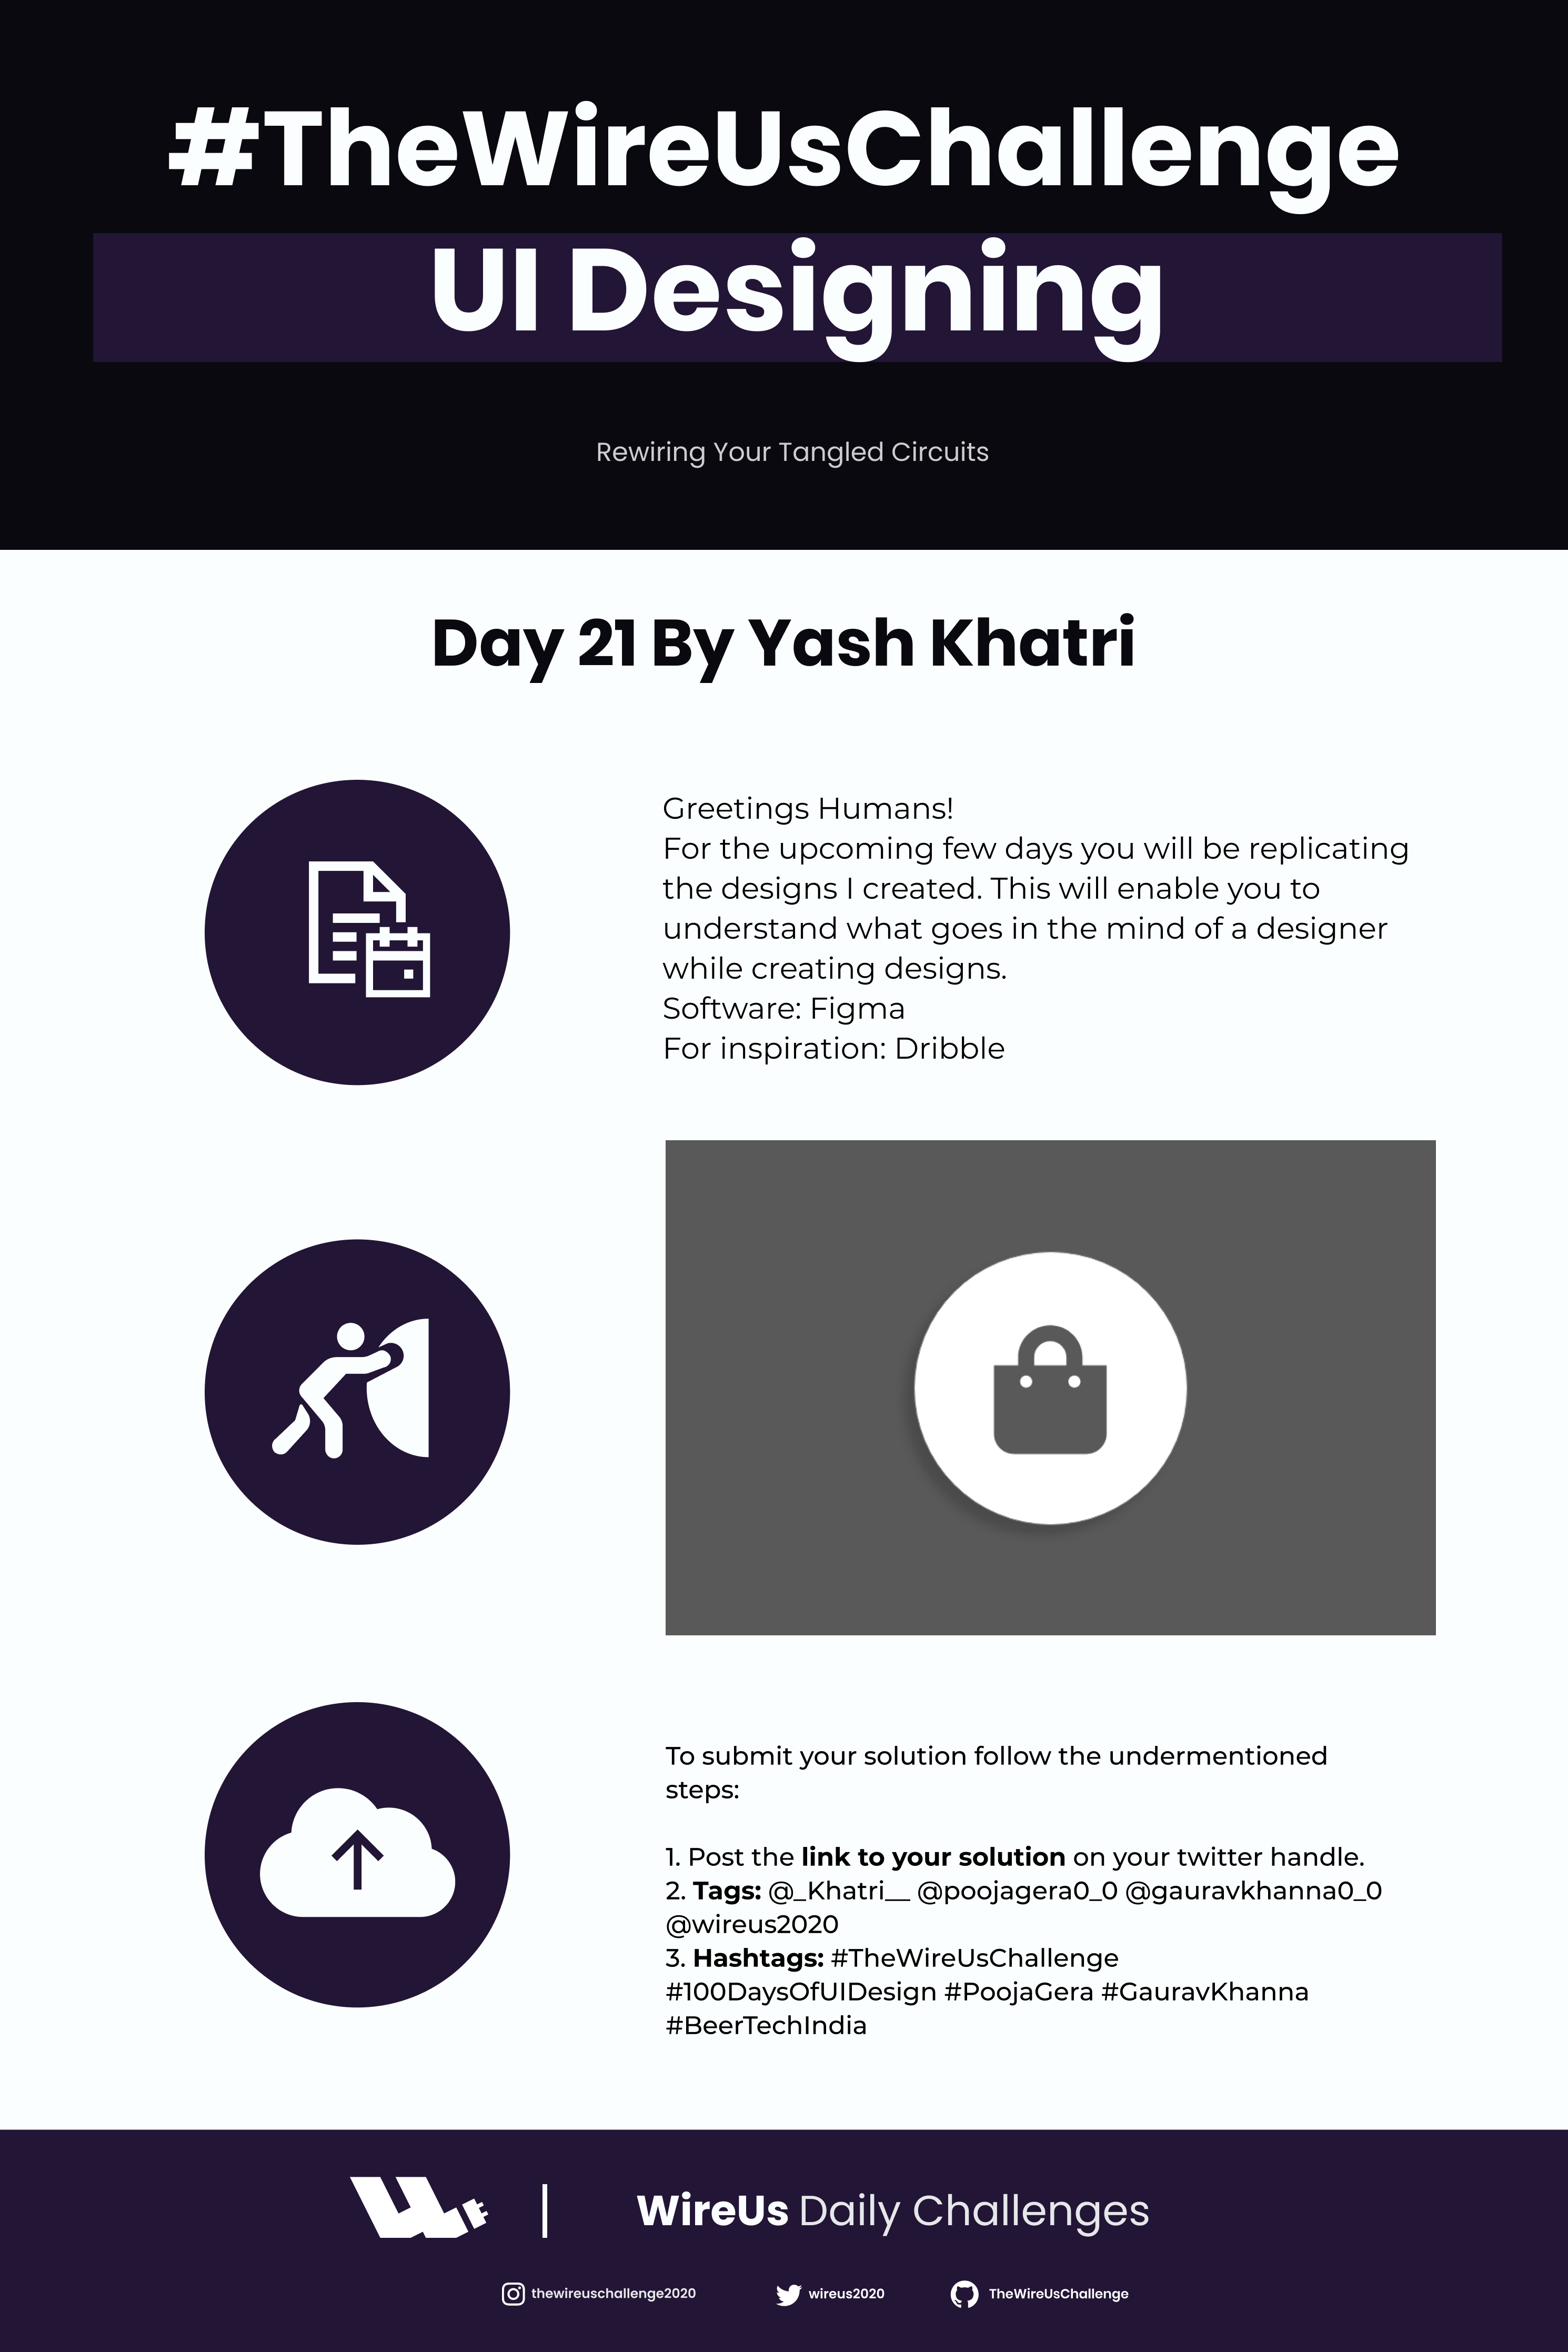 #TheWireUsChallenge
UI Designing
Rewiring Your Tangled Circuits
Day 21 By Yash Khatri
Greetings Humans!
For the upcoming few days you will be replicating
the designs I created. This will enable you to
understand what goes in the mind of a designer
while creating designs.
Software: Figma
For inspiration: Dribble
To submit your solution follow the undermentioned
steps:
1. Post the link to your solution on your twitter handle.
2. Tags: @_Khatri__ @poojagera0_0 @gauravkhanna0_0
@wireus2020
3. Hashtags: #TheWireUsChallenge
#100DaysOfUIDesign #PoojaGera #GauravKhanna
#BeerTechIndia
WireUs Daily Challenges
thewireuschallenge2020 wireus2020 TheWireUsChallenge